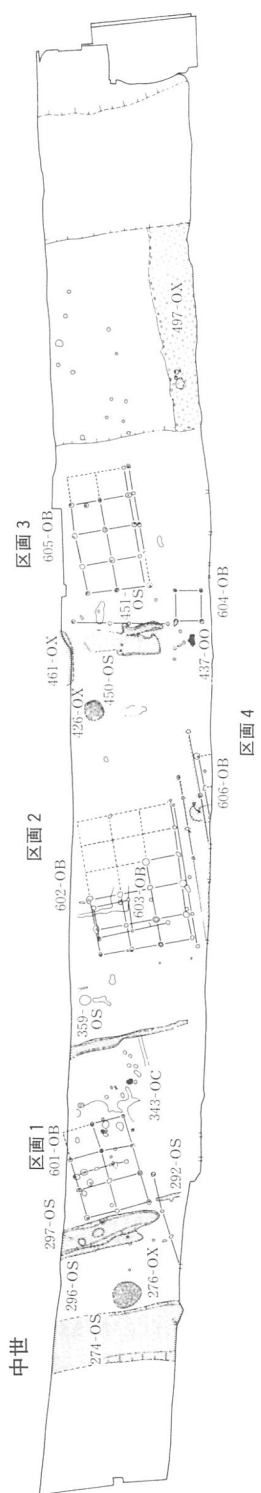 中世
区画 1
601-OB
297-OS
296-OS
274-OS
276-OX
292-OS
343-OC
359-
OS
区画 2
602-OB
603-OB
606-OB
区画 4
426-OX
461-OX
450-OS
451-
OS
437-OO
604-OB
区画 3
605-OB
497-OX